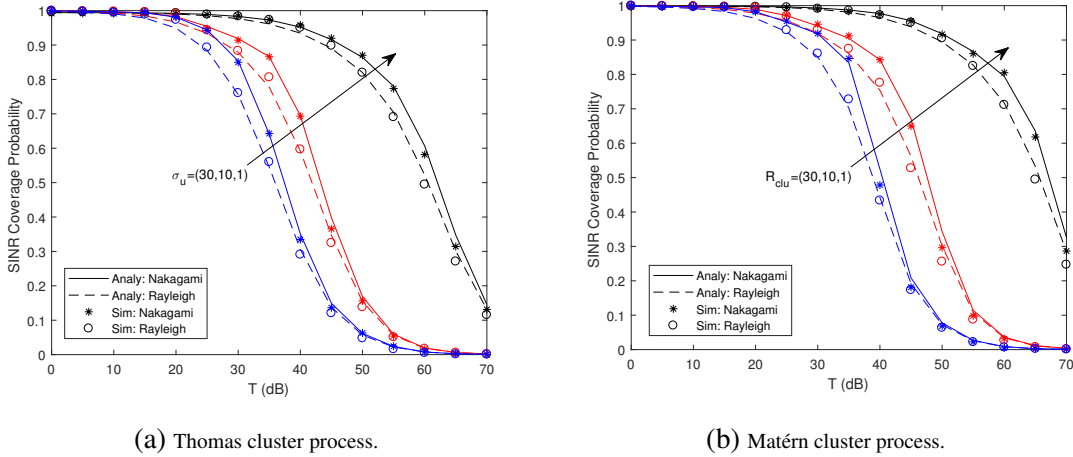 1
0.9
0.8
0.7
0.6
0.5
0.4
0.3
0.2
0.1
0
SINR Coverage Probability
σu=(30,10,1)
Analy: Nakagami
Analy: Rayleigh
Sim: Nakagami
Sim: Rayleigh
0 10 20 30 40 50 60 70
T (dB)
(a) Thomas cluster process.
1
0.9
0.8
0.7
0.6
0.5
0.4
0.3
0.2
0.1
0
SINR Coverage Probability
Rclu=(30,10,1)
Analy: Nakagami
Analy: Rayleigh
Sim: Nakagami
Sim: Rayleigh
0 10 20 30 40 50 60 70
T (dB)
(b) Matérn cluster process.